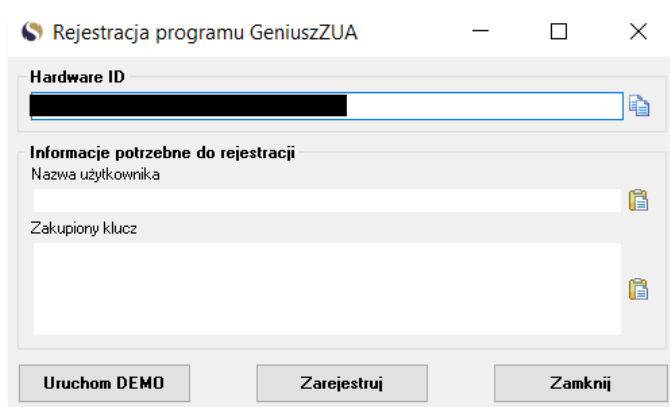 Rejestracja programu GeniuszZUA
Hardware ID
Informacje potrzebne do rejestracji
Nazwa użytkownika
Zakupiony klucz
Uruchom DEMO
Zarejestruj
Zamknij